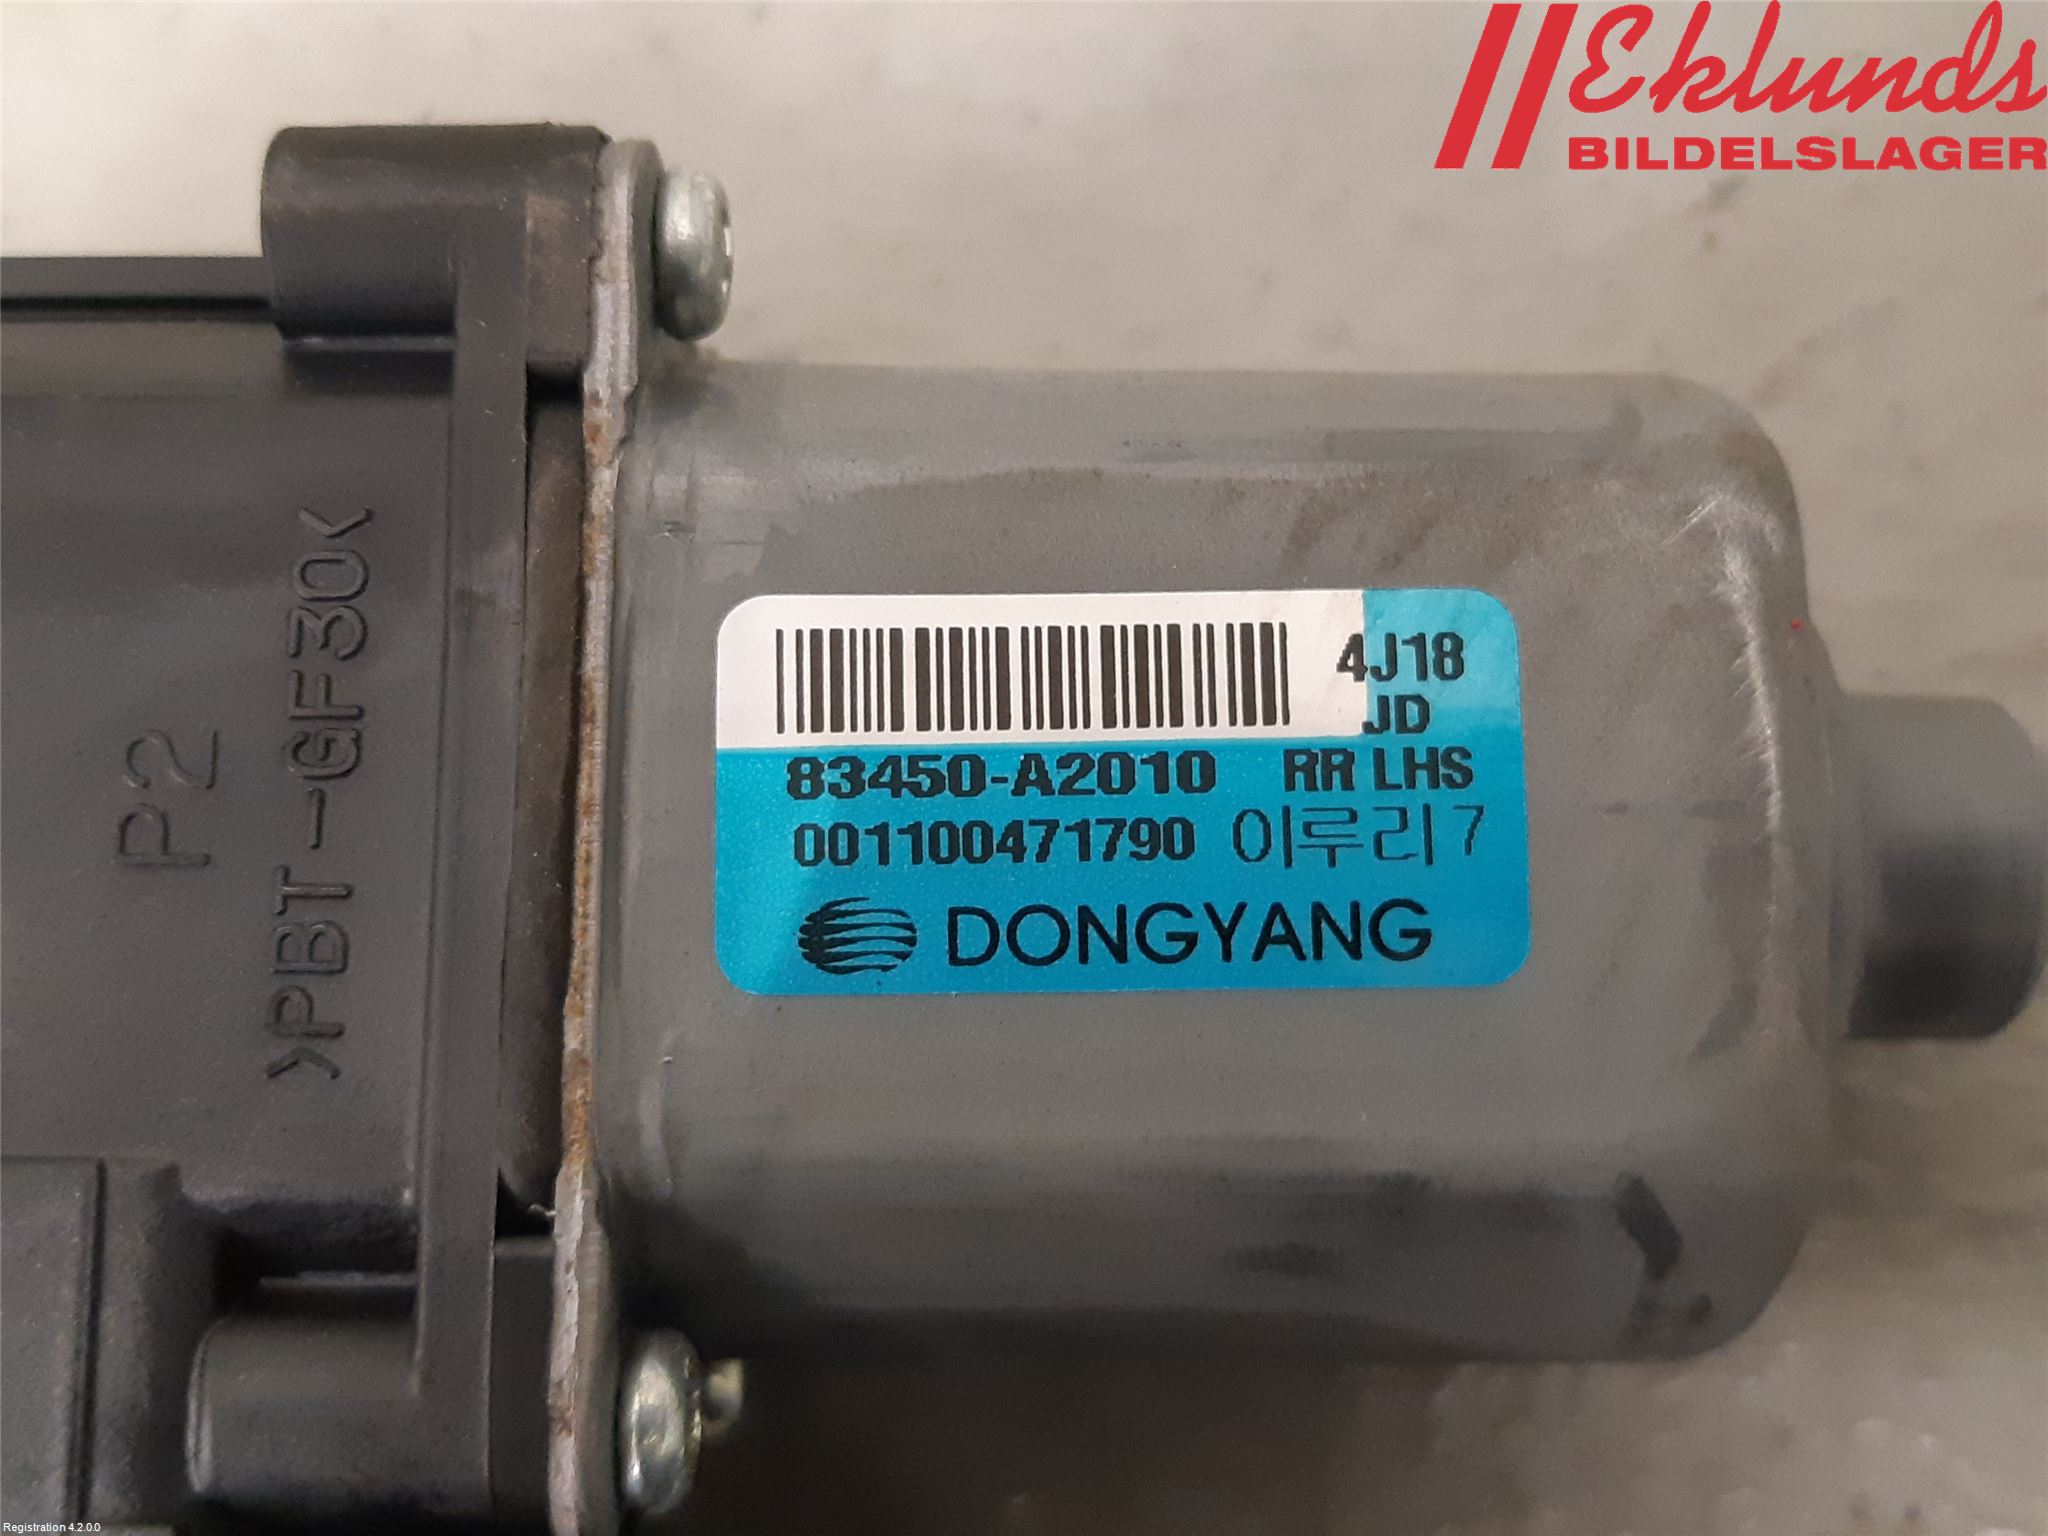 Eklunds
BILDELSLAGER
4J18
JD
83450-A2010 RR LHS
001100471790 이루리7
DONGYANG
P2
>PBT-GF30<
Registration 4.2.0.0